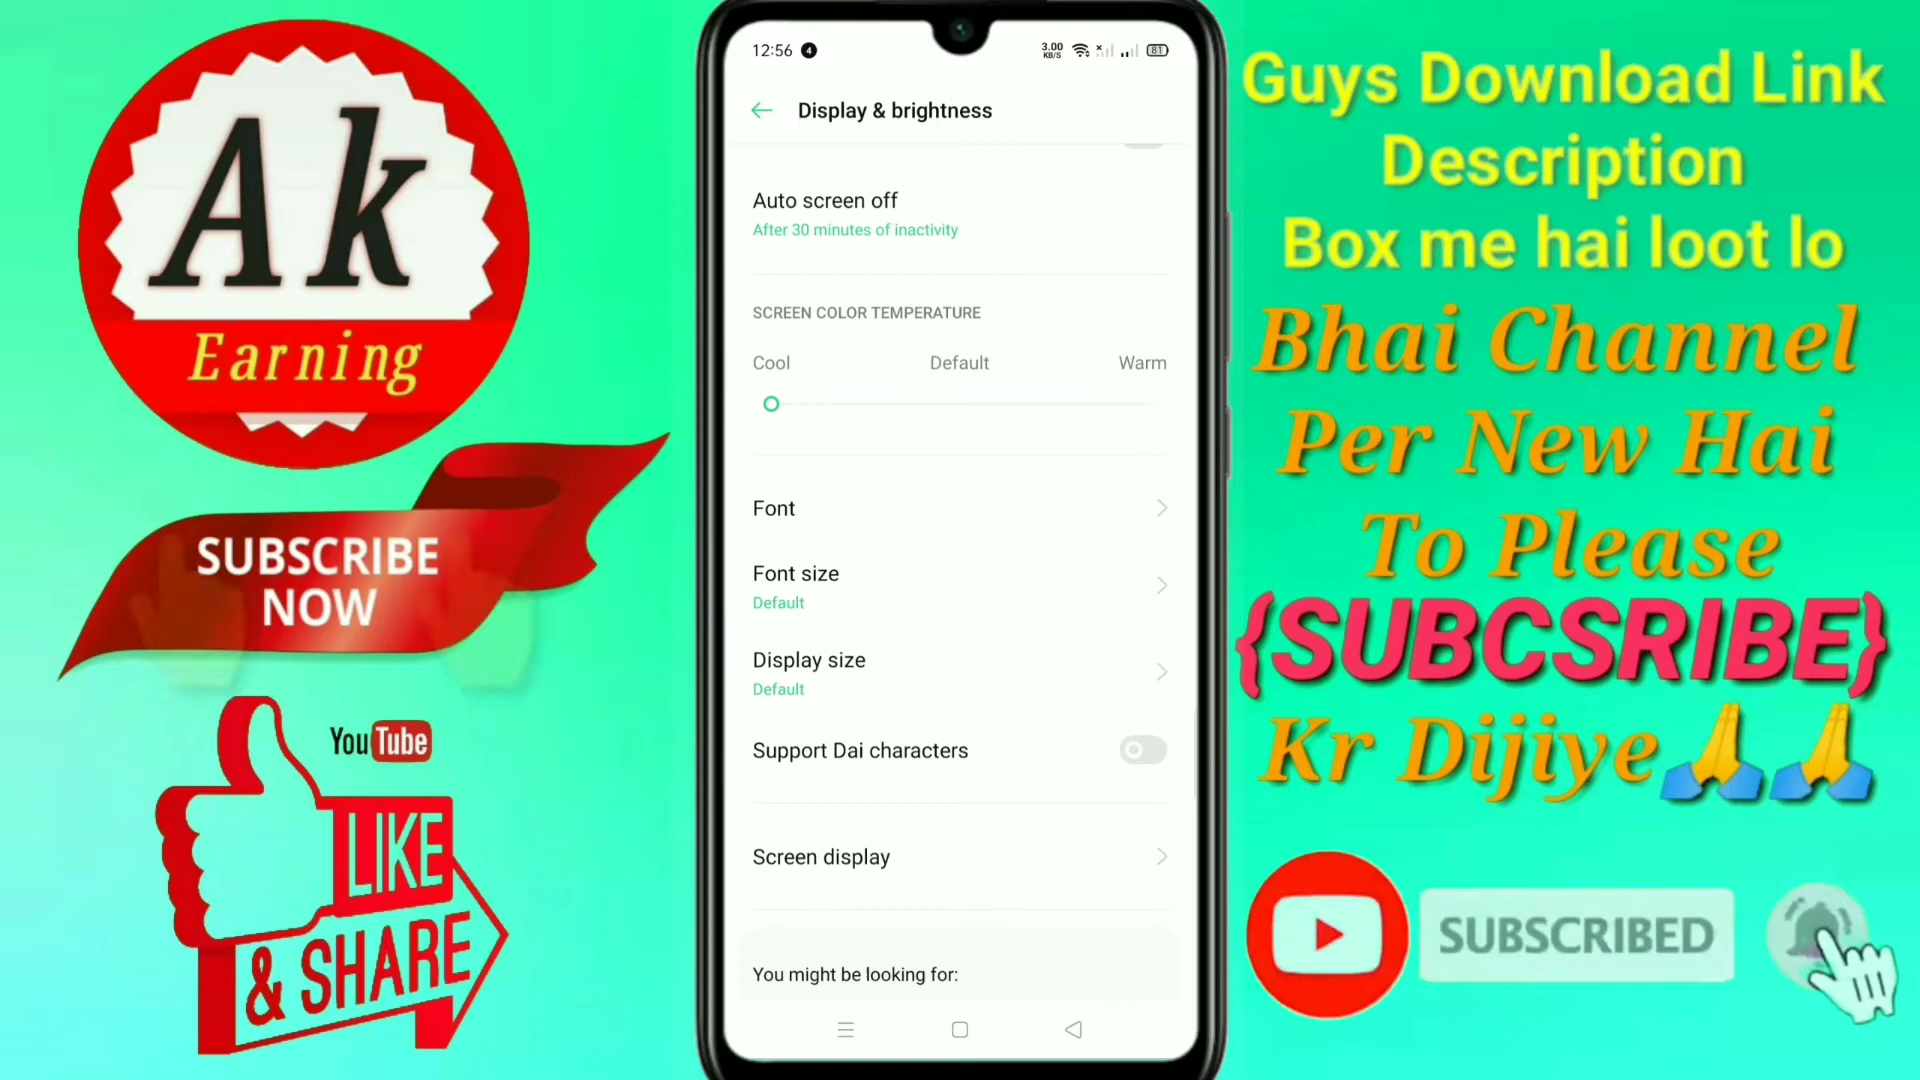 Ak
Earning
SUBSCRIBE
NOW
YouTube
LIKE
& SHARE
12:56 4
3.00
KB/S
81
Display & brightness
Auto screen off
After 30 minutes of inactivity
SCREEN COLOR TEMPERATURE
Cool Default Warm
Font
Font size
Default
Display size
Default
Support Dai characters
Screen display
You might be looking for:
Guys Download Link
Description
Box me hai loot lo
Bhai Channel
Per New Hai
To Please
{SUBCSRIBE}
Kr Dijiye🙏🙏
SUBSCRIBED